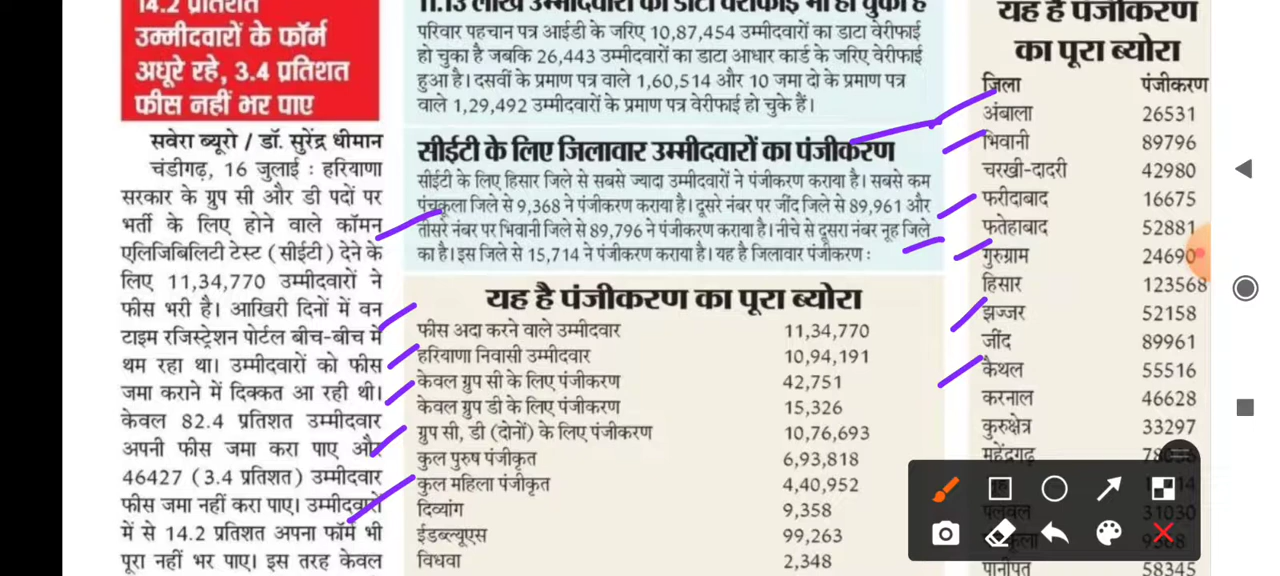 14.2 प्रतिशत
उम्मीदवारों के फॉर्म
अधूरे रहे, 3.4 प्रतिशत
फीस नहीं भर पाए
सवेरा ब्यूरो / डॉ. सुरेंद्र धीमान
चंडीगढ़, 16 जुलाई : हरियाणा
सरकार के ग्रुप सी और डी पदों पर
भर्ती के लिए होने वाले कॉमन
एलिजिबिलिटी टेस्ट (सीईटी) देने के
लिए 11,34,770 उम्मीदवारों ने
फीस भरी है। आखिरी दिनों में वन
टाइम रजिस्ट्रेशन पोर्टल बीच-बीच में
थम रहा था। उम्मीदवारों को फीस
जमा कराने में दिक्कत आ रही थी।
केवल 82.4 प्रतिशत उम्मीदवार
अपनी फीस जमा करा पाए और
46427 (3.4 प्रतिशत) उम्मीदवार
फीस जमा नहीं करा पाए। उम्मीदवारों
में से 14.2 प्रतिशत अपना फॉर्म भी
पूरा नहीं भर पाए। इस तरह केवल
11.13 लाख उम्मीदवारों का डाटा वेरीफाई भी हो चुका है
परिवार पहचान पत्र आईडी के जरिए 10,87,454 उम्मीदवारों का डाटा वेरीफाई
हो चुका है जबकि 26,443 उम्मीदवारों का डाटा आधार कार्ड के जरिए वेरीफाई
हुआ है। दसवीं के प्रमाण पत्र वाले 1,60,514 और 10 जमा दो के प्रमाण पत्र
वाले 1,29,492 उम्मीदवारों के प्रमाण पत्र वेरीफाई हो चुके हैं।
सीईटी के लिए जिलावार उम्मीदवारों का पंजीकरण
सीईटी के लिए हिसार जिले से सबसे ज्यादा उम्मीदवारों ने पंजीकरण कराया है। सबसे कम
पंचकूला जिले से 9,368 ने पंजीकरण कराया है। दूसरे नंबर पर जींद जिले से 89,961 और
तीसरे नंबर पर भिवानी जिले से 89,796 ने पंजीकरण कराया है। नीचे से दूसरा नंबर नूह जिले
का है। इस जिले से 15,714 ने पंजीकरण कराया है। यह है जिलावार पंजीकरण :
यह है पंजीकरण का पूरा ब्योरा
फीस अदा करने वाले उम्मीदवार 11,34,770
हरियाणा निवासी उम्मीदवार 10,94,191
केवल ग्रुप सी के लिए पंजीकरण 42,751
केवल ग्रुप डी के लिए पंजीकरण 15,326
ग्रुप सी, डी (दोनों) के लिए पंजीकरण 10,76,693
कुल पुरुष पंजीकृत 6,93,818
कुल महिला पंजीकृत 4,40,952
दिव्यांग 9,358
ईडब्ल्यूएस 99,263
विधवा 2,348
यह है पंजीकरण
का पूरा ब्योरा
जिला पंजीकरण
अंबाला 26531
भिवानी 89796
चरखी-दादरी 42980
फरीदाबाद 16675
फतेहाबाद 52881
गुरुग्राम 24690
हिसार 123568
झज्जर 52158
जींद 89961
कैथल 55516
करनाल 46628
कुरुक्षेत्र 33297
महेंद्रगढ़
पलवल 31030
पानीपत 58345